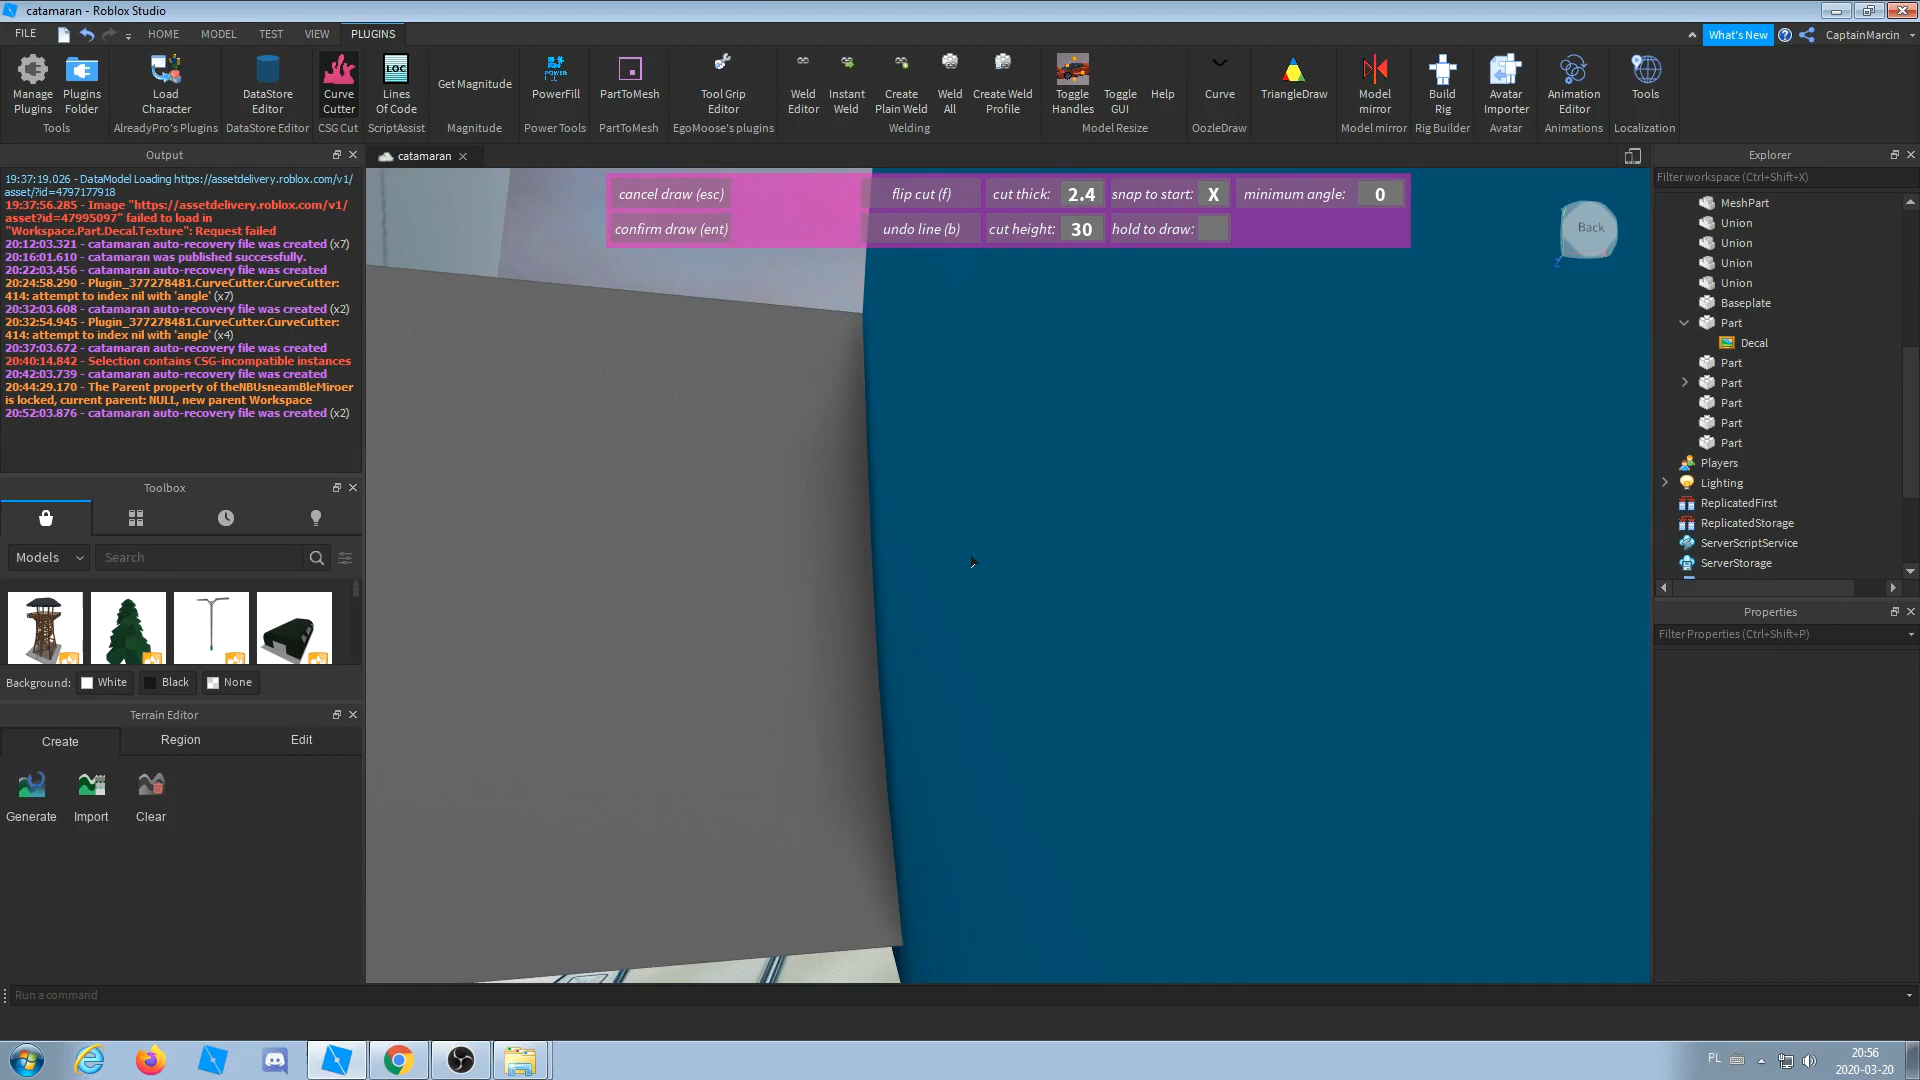 catamaran - Roblox Studio
FILE
HOME
MODEL
TEST
VIEW
PLUGINS
What's New
CaptainMarcin
Manage Plugins
Plugins Folder
Load Character
DataStore Editor
Curve Cutter
LOC
Lines Of Code
Get Magnitude
POWER
PowerFill
PartToMesh
Tool Grip Editor
Weld Editor
Instant Weld
Create Plain Weld
Weld All
Create Weld Profile
Toggle Handles
Toggle GUI
Help
Curve
TriangleDraw
Model mirror
Build Rig
Avatar Importer
Animation Editor
Tools
Tools
AlreadyPro's Plugins
DataStore Editor
CSG Cut
ScriptAssist
Magnitude
Power Tools
PartToMesh
EgoMoose's plugins
Welding
Model Resize
OozleDraw
Model mirror
Rig Builder
Avatar
Animations
Localization
Output
19:37:19.026 - DataModel Loading https://assetdelivery.roblox.com/v1/
asset/?id=4797177918
19:37:56.285 - Image "https://assetdelivery.roblox.com/v1/
asset?id=47995097" failed to load in
"Workspace.Part.Decal.Texture": Request failed
20:12:03.321 - catamaran auto-recovery file was created (x7)
20:16:01.610 - catamaran was published successfully.
20:22:03.456 - catamaran auto-recovery file was created
20:24:58.290 - Plugin_377278481.CurveCutter.CurveCutter:
414: attempt to index nil with 'angle' (x7)
20:32:03.608 - catamaran auto-recovery file was created (x2)
20:32:54.945 - Plugin_377278481.CurveCutter.CurveCutter:
414: attempt to index nil with 'angle' (x4)
20:37:03.672 - catamaran auto-recovery file was created
20:40:14.842 - Selection contains CSG-incompatible instances
20:42:03.739 - catamaran auto-recovery file was created
20:44:29.170 - The Parent property of theNBUsneamBleMiroer
is locked, current parent: NULL, new parent Workspace
20:52:03.876 - catamaran auto-recovery file was created (x2)
Toolbox
Models
Search
Background:
White
Black
None
Terrain Editor
Create
Region
Edit
Generate
Import
Clear
catamaran
cancel draw (esc)
flip cut (f)
cut thick:
2.4
snap to start:
X
minimum angle:
0
confirm draw (ent)
undo line (b)
cut height:
30
hold to draw:
Back
Z
Explorer
Filter workspace (Ctrl+Shift+X)
MeshPart
Union
Union
Union
Union
Baseplate
Part
Decal
Part
Part
Part
Part
Part
Players
Lighting
ReplicatedFirst
ReplicatedStorage
ServerScriptService
ServerStorage
Properties
Filter Properties (Ctrl+Shift+P)
Run a command
PL
20:56
2020-03-20